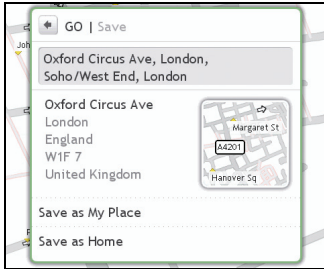 GO | Save
Joh
Oxford Circus Ave, London,
Soho/West End, London
Oxford Circus Ave
London
England
W1F 7
United Kingdom
Margaret St
A4201
Hanover Sq
Save as My Place
Save as Home